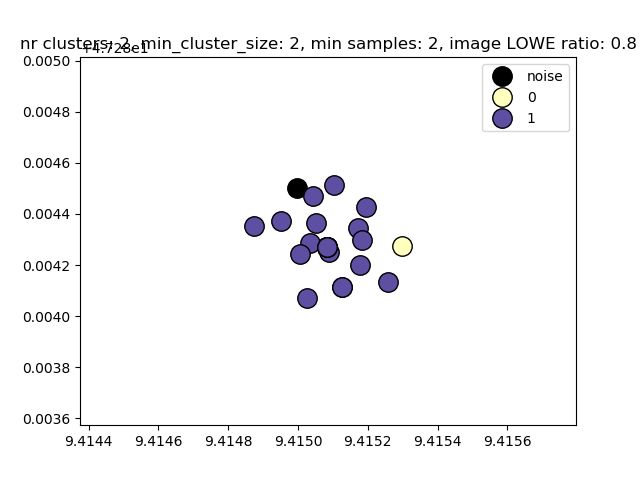 nr clusters: 2, min_cluster_size: 2, min samples: 2, image LOWE ratio: 0.8
+4.728e1
0.0050
0.0048
0.0046
0.0044
0.0042
0.0040
0.0038
0.0036
noise
0
1
9.4144 9.4146 9.4148 9.4150 9.4152 9.4154 9.4156